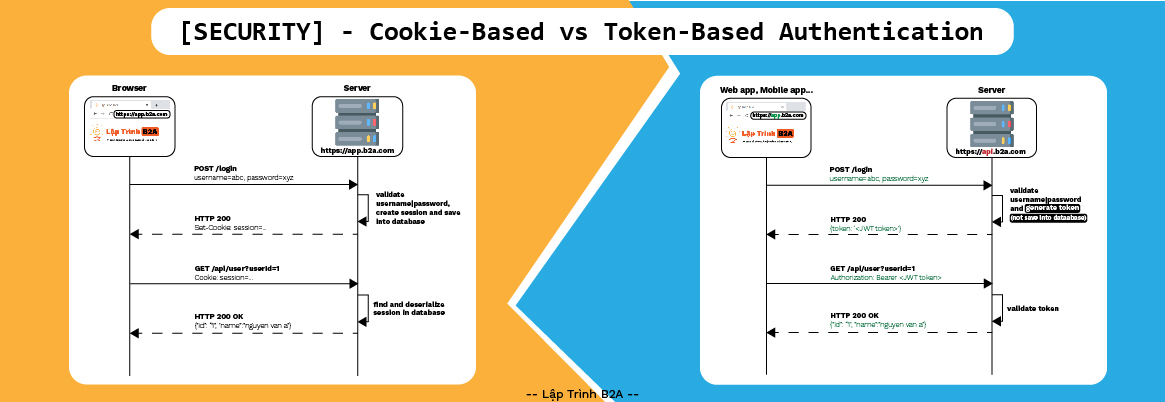 [SECURITY] - Cookie-Based vs Token-Based Authentication
Browser
https://app.b2a.com
Lập Trình B2A
Server
https://app.b2a.com
POST /login
username=abc, password=xyz
validate
username|password,
create session and save
into database
HTTP 200
Set-Cookie: session=...
GET /api/user?userid=1
Cookie: session=...
find and deserialize
session in database
HTTP 200 OK
{"id": "1", "name":"nguyen van a"}
Web app, Mobile app...
https://app.b2a.com
Lập Trình B2A
Server
https://api.b2a.com
POST /login
username=abc, password=xyz
validate
username|password
and generate token
(not save into dataabase)
HTTP 200
{token: '<JWT token>'}
GET /api/user?userid=1
Authorization: Bearer <JWT token>
validate token
HTTP 200 OK
{"id": "1", "name":"nguyen van a"}
-- Lập Trình B2A --